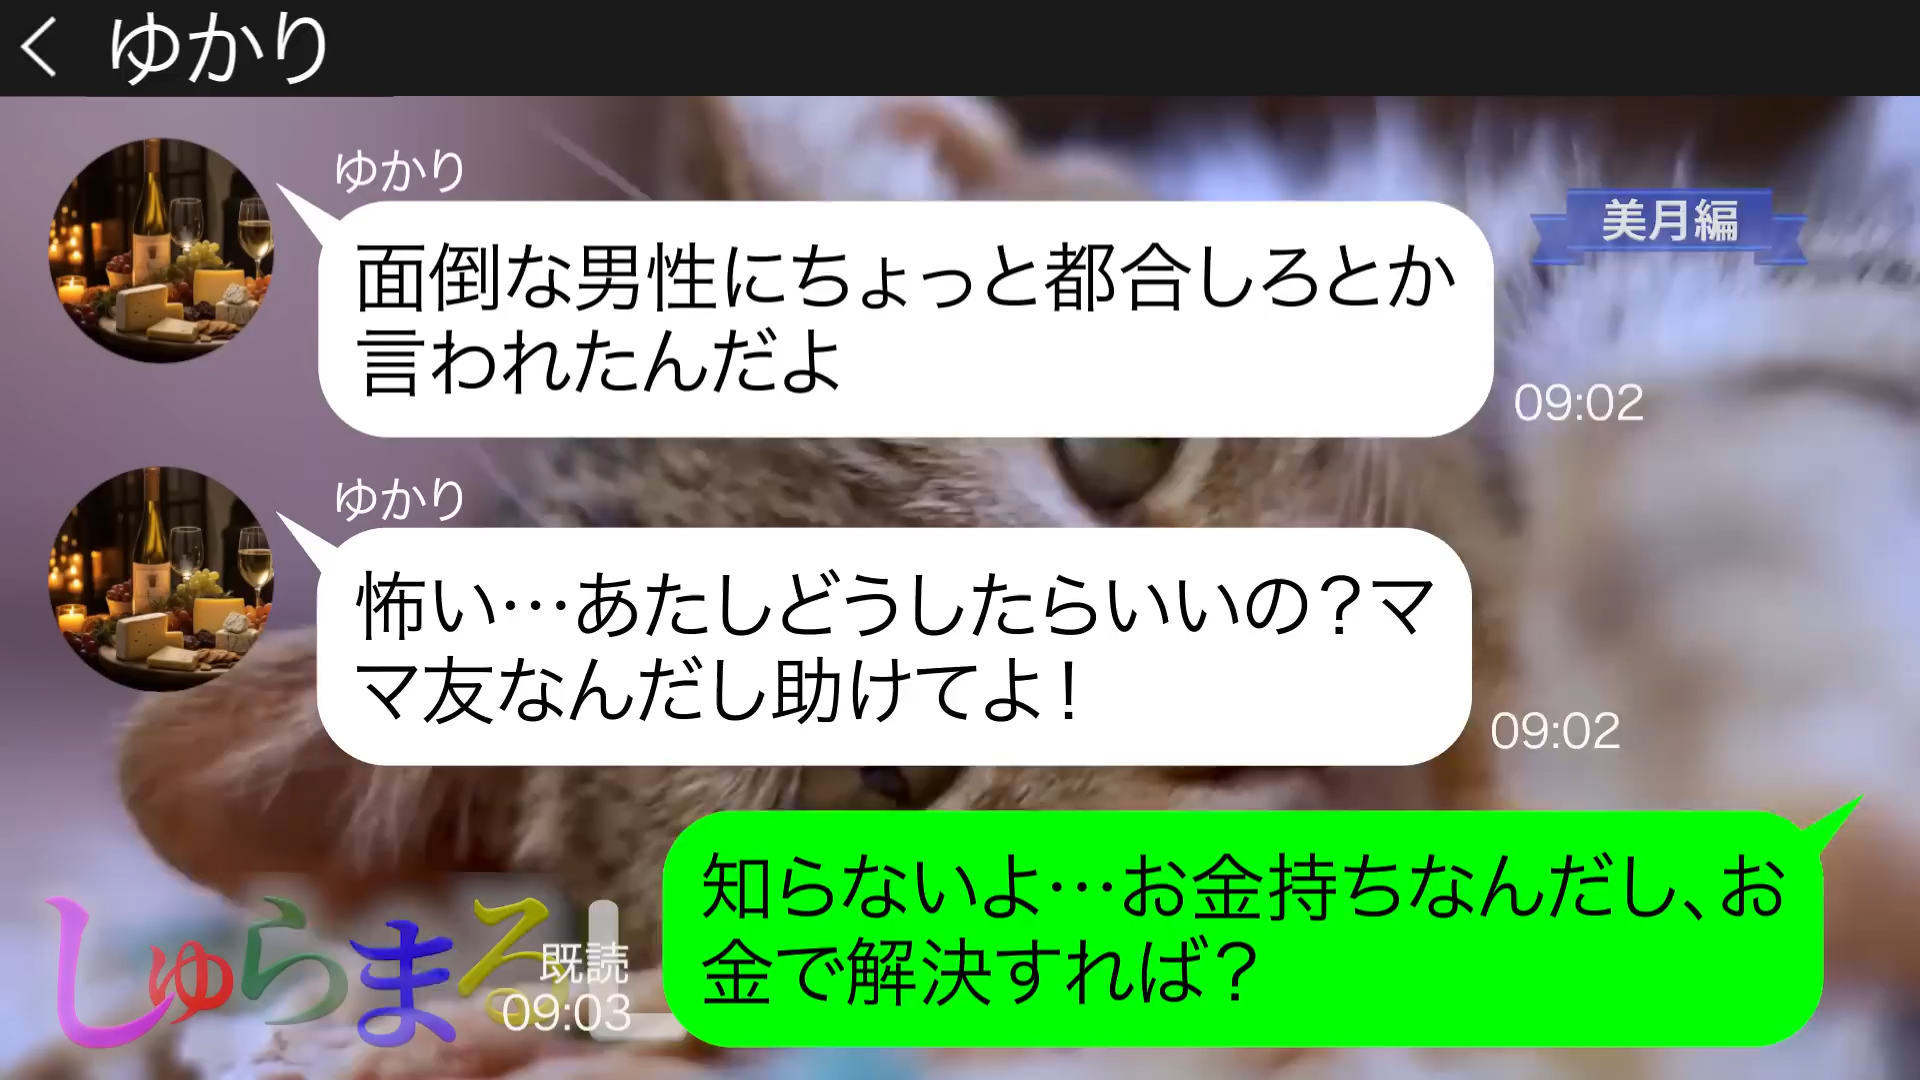 ゆかり
ゆかり
美月編
面倒な男性にちょっと都合しろとか
言われたんだよ
09:02
ゆかり
怖い…あたしどうしたらいいの？マ
マ友なんだし助けてよ！
09:02
知らないよ…お金持ちなんだし、お
金で解決すれば？
既読
09:03
しゅらまる